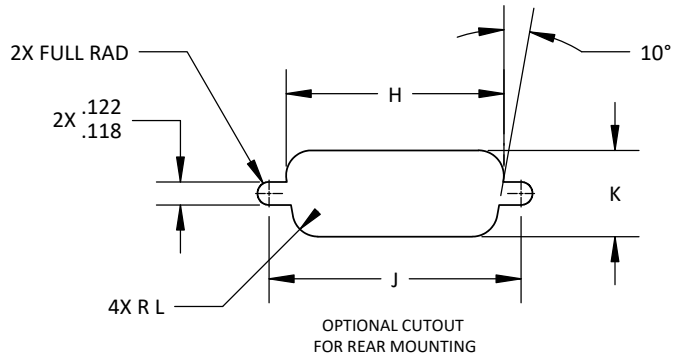 2X FULL RAD
10°
H
2X .122
.118
K
J
4X R L
OPTIONAL CUTOUT
FOR REAR MOUNTING